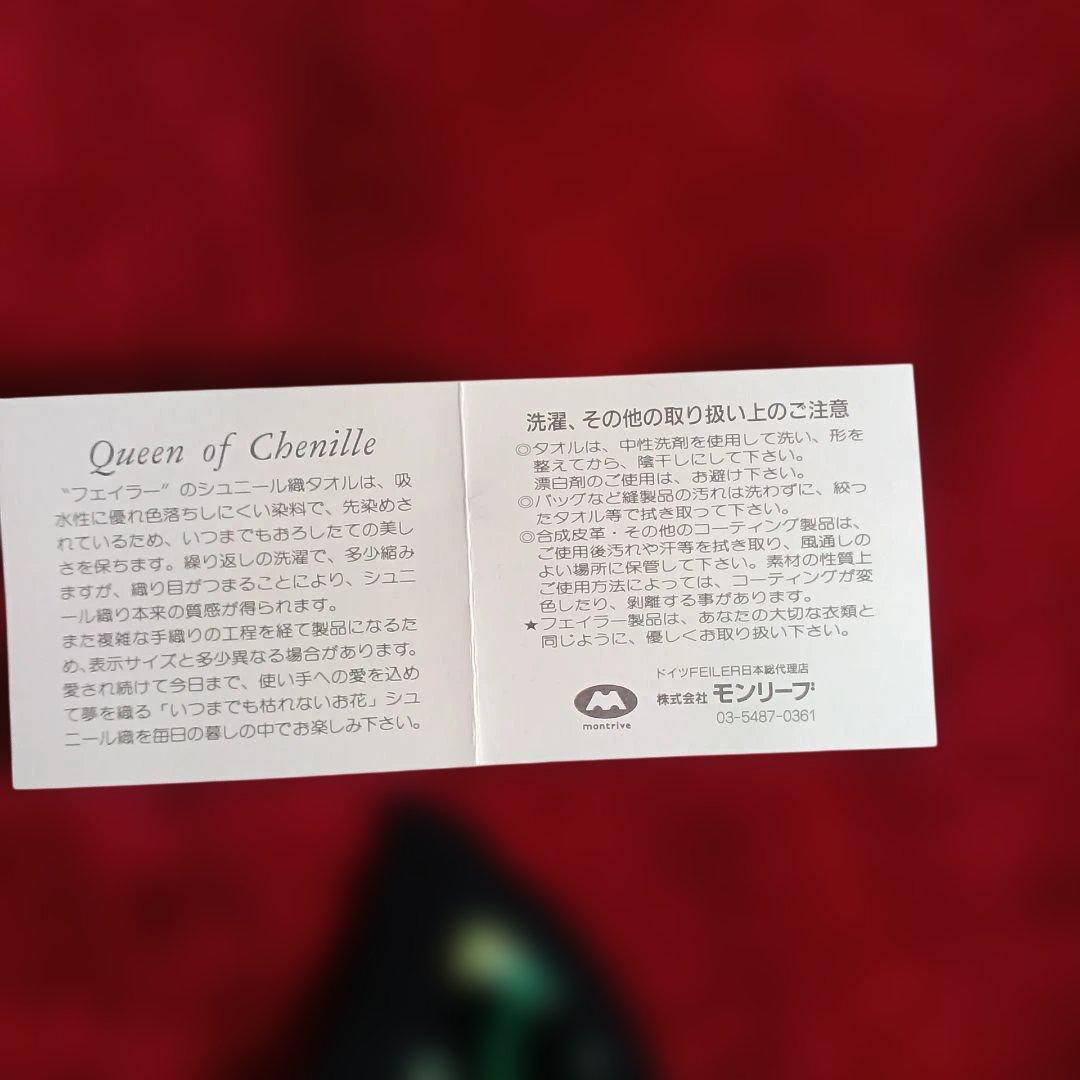 Queen of Chenille
“フェイラー”のシュニール織タオルは、吸
水性に優れ色落ちしにくい染料で、先染めさ
れているため、いつまでもおろしたての美し
さを保ちます。繰り返しの洗濯で、多少縮み
ますが、織り目がつまることにより、シュニ
ール織り本来の質感が得られます。
また複雑な手織りの工程を経て製品になるた
め、表示サイズと多少異なる場合があります。
愛され続けて今日まで、使い手への愛を込め
て夢を織る「いつまでも枯れないお花」シュ
ニール織を毎日の暮しの中でお楽しみ下さい。
洗濯、その他の取り扱い上のご注意
◎タオルは、中性洗剤を使用して洗い、形を
整えてから、陰干しにして下さい。
漂白剤のご使用は、お避け下さい。
◎バッグなど縫製品の汚れは洗わずに、絞っ
たタオル等で拭き取って下さい。
◎合成皮革・その他のコーティング製品は、
ご使用後汚れや汗等を拭き取り、風通しの
よい場所に保管して下さい。素材の性質上
ご使用方法によっては、コーティングが変
色したり、剝離する事があります。
★フェイラー製品は、あなたの大切な衣類と
同じように、優しくお取り扱い下さい。
montrive
ドイツFEILER日本総代理店
株式会社 モンリーブ
03-5487-0361